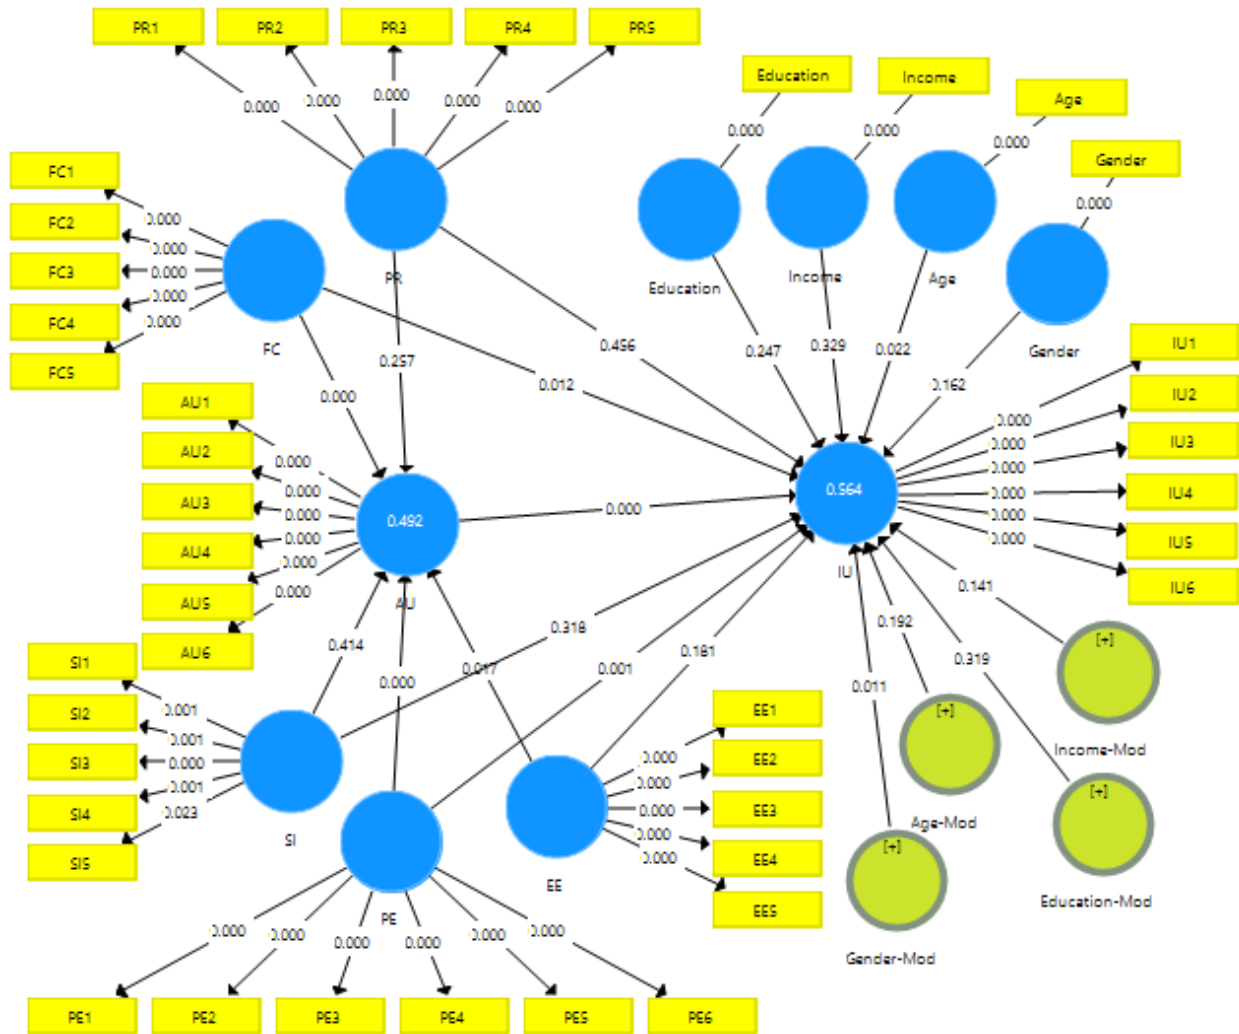 PR1 PR2 PR3 PR4 PR5
0.000 0.000 0.000 0.000 0.000
PR
Education Income Age Gender
0.000 0.000 0.000 0.000
Education Income Age Gender
FC1
FC2
FC3
FC4
FC5
0.000
0.000
0.000
0.000
0.000
FC
0.257
0.456
0.012
0.000
0.247
0.329
0.022
0.162
AU1
AU2
AU3
AU4
AU5
AU6
0.000
0.000
0.000
0.000
0.000
0.000
0.492
AU
0.000
0.564
IU
0.000
0.000
0.000
0.000
0.000
0.000
IU1
IU2
IU3
IU4
IU5
IU6
0.414
0.000
0.017
0.318
0.001
0.181
0.011
0.192
0.319
0.141
[+]
Income-Mod
[+]
Age-Mod
[+]
Education-Mod
[+]
Gender-Mod
SI1
SI2
SI3
SI4
SI5
0.001
0.001
0.000
0.001
0.023
SI
EE1
EE2
EE3
EE4
EE5
0.000
0.000
0.000
0.000
0.000
EE
PE
0.000 0.000 0.000 0.000 0.000 0.000
PE1 PE2 PE3 PE4 PE5 PE6